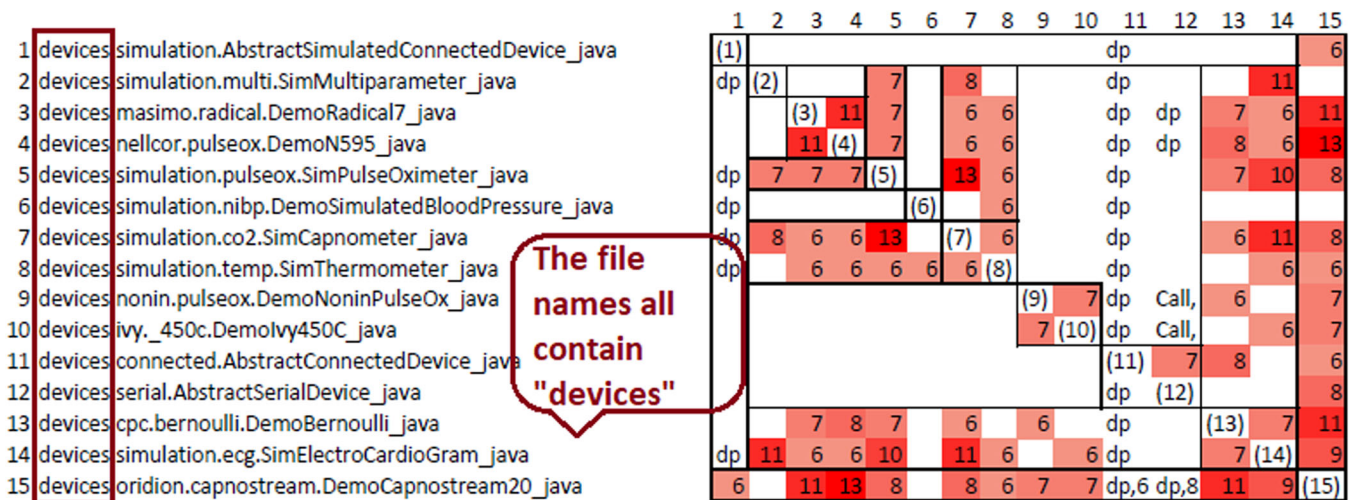 1 2 3 4 5 6 7 8 9 10 11 12 13 14 15
1 devices simulation.AbstractSimulatedConnectedDevice_java (1) dp 6
2 devices simulation.multi.SimMultiparameter_java dp (2) 7 8 dp 11
3 devices masimo.radical.DemoRadical7_java (3) 11 7 6 6 dp dp 7 6 11
4 devices nellcor.pulseox.DemoN595_java 11 (4) 7 6 6 dp dp 8 6 13
5 devices simulation.pulseox.SimPulseOximeter_java dp 7 7 7 (5) 13 6 dp 7 10 8
6 devices simulation.nibp.DemoSimulatedBloodPressure_java dp (6) 6 dp
7 devices simulation.co2.SimCapnometer_java dp 8 6 6 13 (7) 6 dp 6 11 8
8 devices simulation.temp.SimThermometer_java dp 6 6 6 6 6 (8) dp 6 6
9 devices nonin.pulseox.DemoNoninPulseOx_java (9) 7 dp Call, 6 7
10 devices ivy._450c.DemoIvy450C_java 7 (10) dp Call, 6 7
11 devices connected.AbstractConnectedDevice_java (11) 7 8 6
12 devices serial.AbstractSerialDevice_java dp (12) 8
13 devices cpc.bernoulli.DemoBernoulli_java 7 8 7 6 6 dp (13) 7 11
14 devices simulation.ecg.SimElectroCardioGram_java dp 11 6 6 10 11 6 6 dp 7 (14) 9
15 devices oridion.capnostream.DemoCapnostream20_java 6 11 13 8 8 6 7 7 dp,6 dp,8 11 9 (15)
The file
names all
contain
"devices"